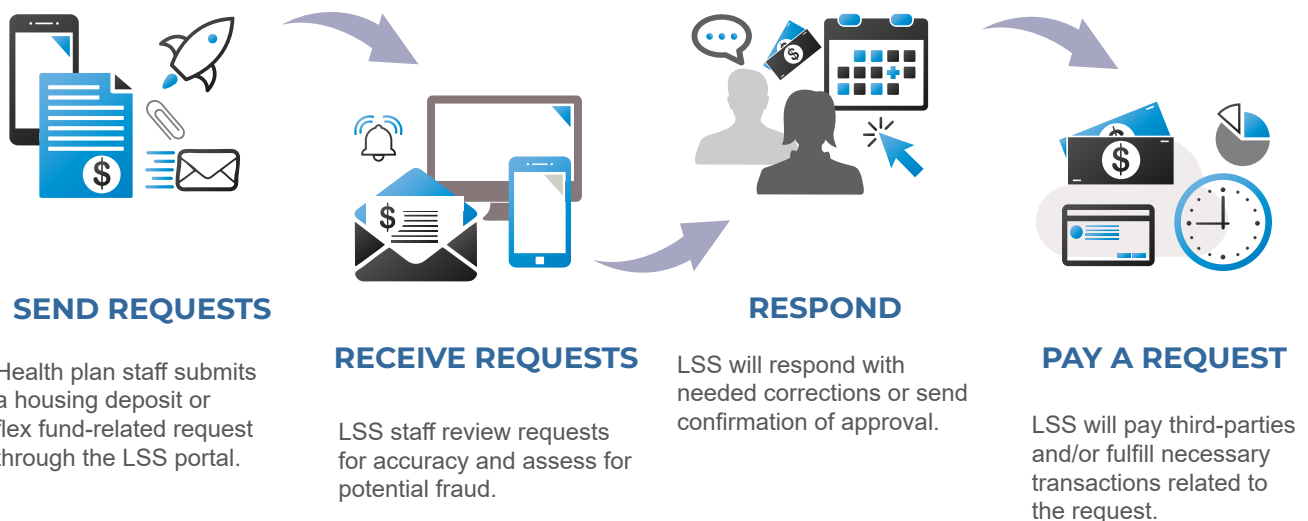 SEND REQUESTS
Health plan staff submits
a housing deposit or
flex fund-related request
through the LSS portal.
RECEIVE REQUESTS
LSS staff review requests
for accuracy and assess for
potential fraud.
RESPOND
LSS will respond with
needed corrections or send
confirmation of approval.
PAY A REQUEST
LSS will pay third-parties
and/or fulfill necessary
transactions related to
the request.